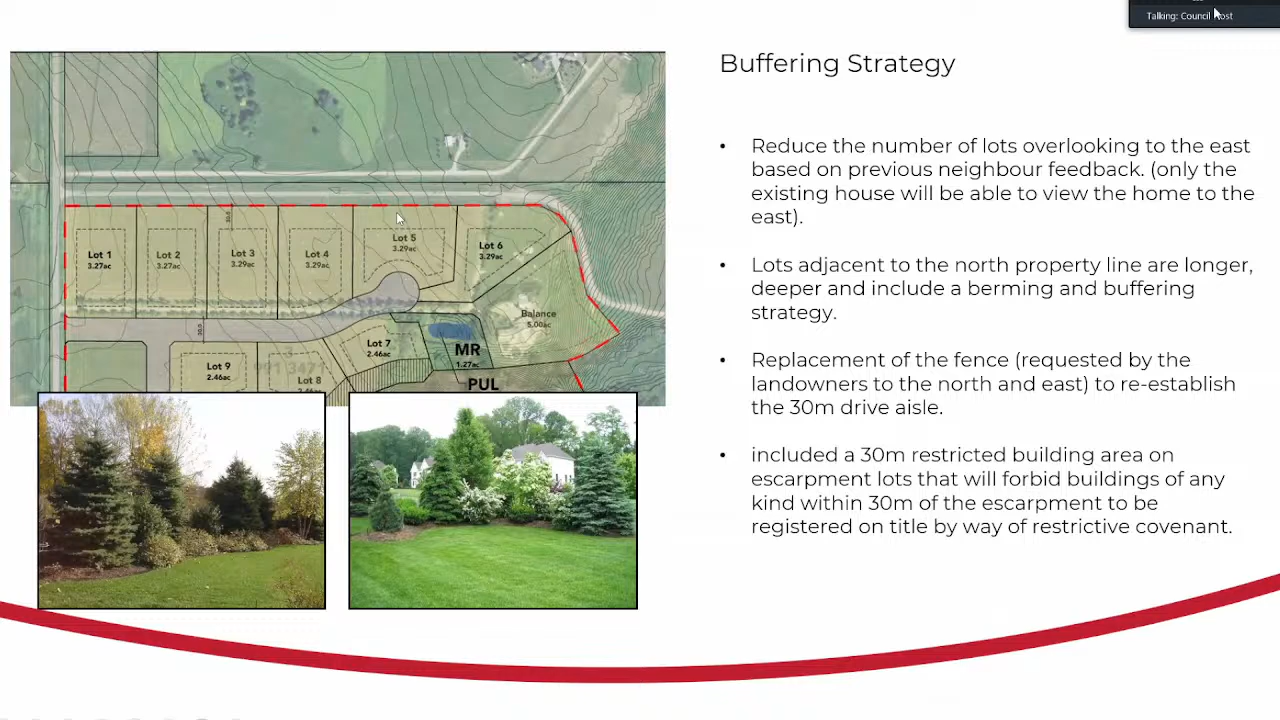 Talking: Council
Buffering Strategy
• Reduce the number of lots overlooking to the east
based on previous neighbour feedback. (only the
existing house will be able to view the home to the
east).
• Lots adjacent to the north property line are longer,
deeper and include a berming and buffering
strategy.
• Replacement of the fence (requested by the
landowners to the north and east) to re-establish
the 30m drive aisle.
• included a 30m restricted building area on
escarpment lots that will forbid buildings of any
kind within 30m of the escarpment to be
registered on title by way of restrictive covenant.
Lot 1
3.27ac
Lot 2
3.27ac
Lot 3
3.29ac
Lot 4
3.29ac
Lot 5
3.29ac
Lot 6
3.29ac
Balance
5.00ac
Lot 7
2.46ac
MR
1.27ac
PUL
Lot 9
2.46ac
Lot 8